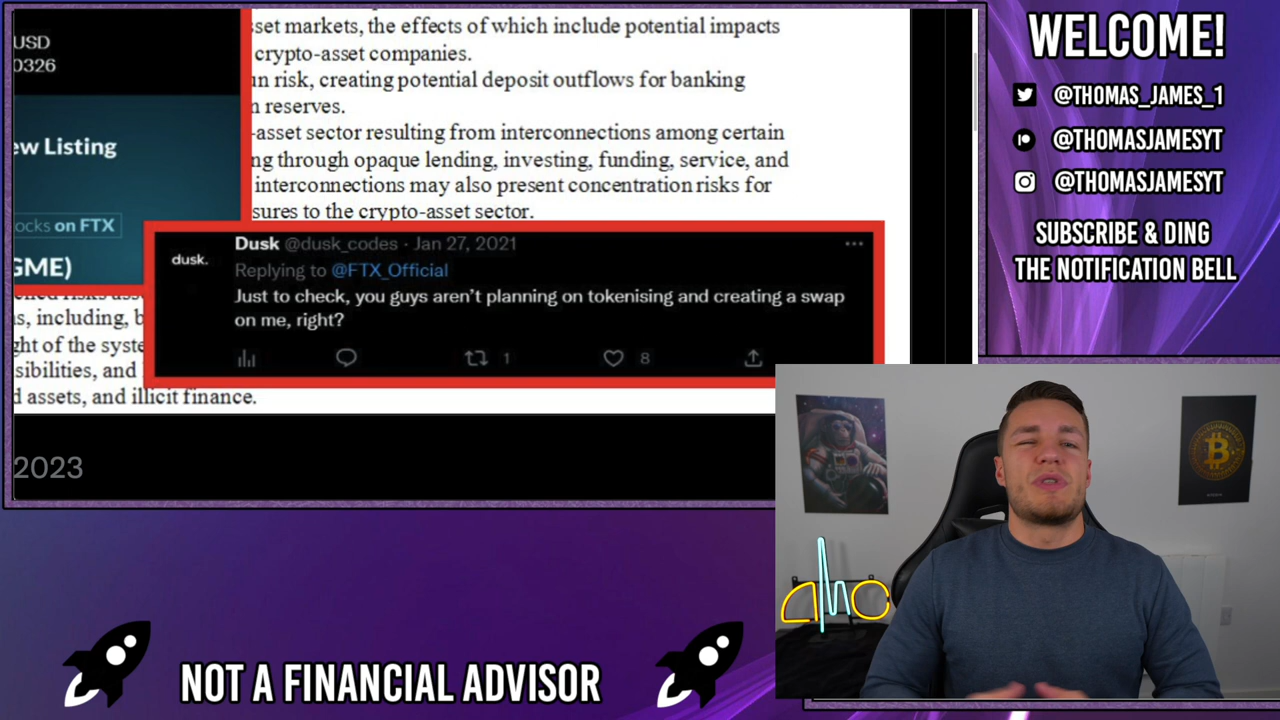 USD
0326
ew Listing
ocks on FTX
GME)
sset markets, the effects of which include potential impacts
crypto-asset companies.
n risk, creating potential deposit outflows for banking
n reserves.
-asset sector resulting from interconnections among certain
ng through opaque lending, investing, funding, service, and
interconnections may also present concentration risks for
sures to the crypto-asset sector.
dusk.
Dusk @dusk_codes · Jan 27, 2021
Replying to @FTX_Official
Just to check, you guys aren't planning on tokenising and creating a swap
on me, right?
1
8
s, including, b
ght of the syste
sibilities, and
d assets, and illicit finance.
2023
WELCOME!
@THOMAS_JAMES_1
@THOMASJAMESYT
@THOMASJAMESYT
SUBSCRIBE & DING
THE NOTIFICATION BELL
NOT A FINANCIAL ADVISOR